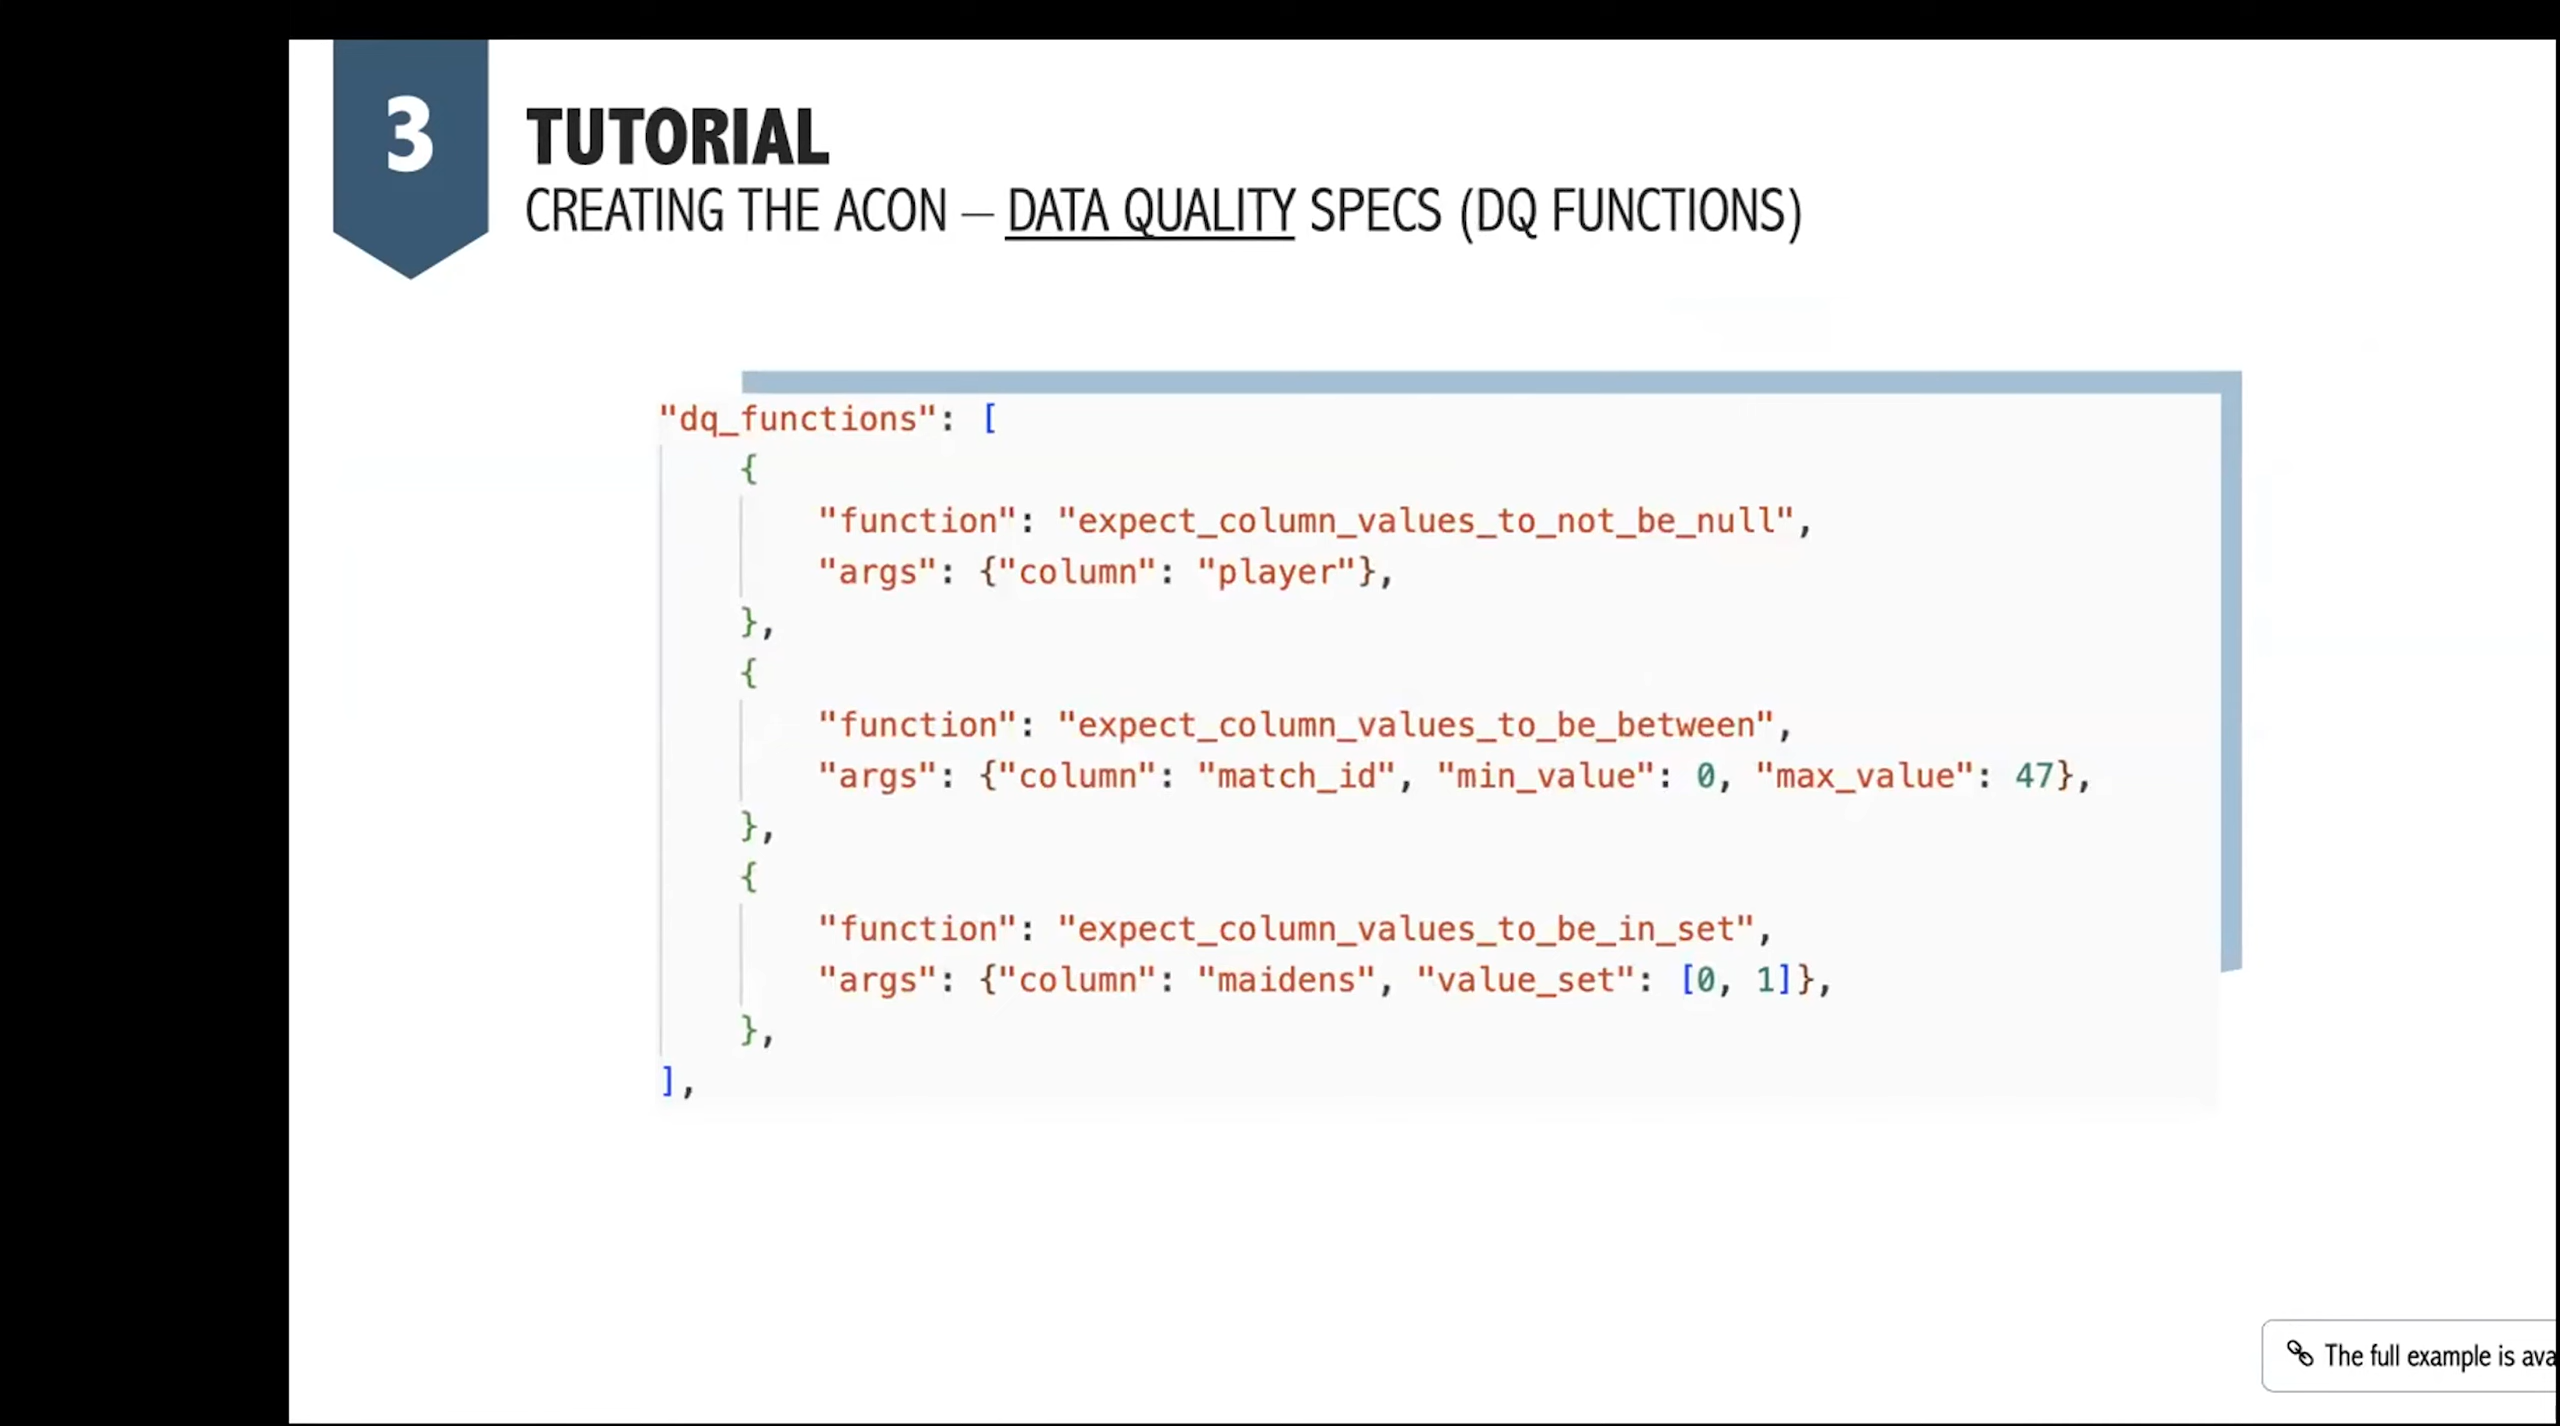 3
TUTORIAL
CREATING THE ACON – DATA QUALITY SPECS (DQ FUNCTIONS)
"dq_functions": [
{
"function": "expect_column_values_to_not_be_null",
"args": {"column": "player"},
},
{
"function": "expect_column_values_to_be_between",
"args": {"column": "match_id", "min_value": 0, "max_value": 47},
},
{
"function": "expect_column_values_to_be_in_set",
"args": {"column": "maidens", "value_set": [0, 1]},
},
],
The full example is